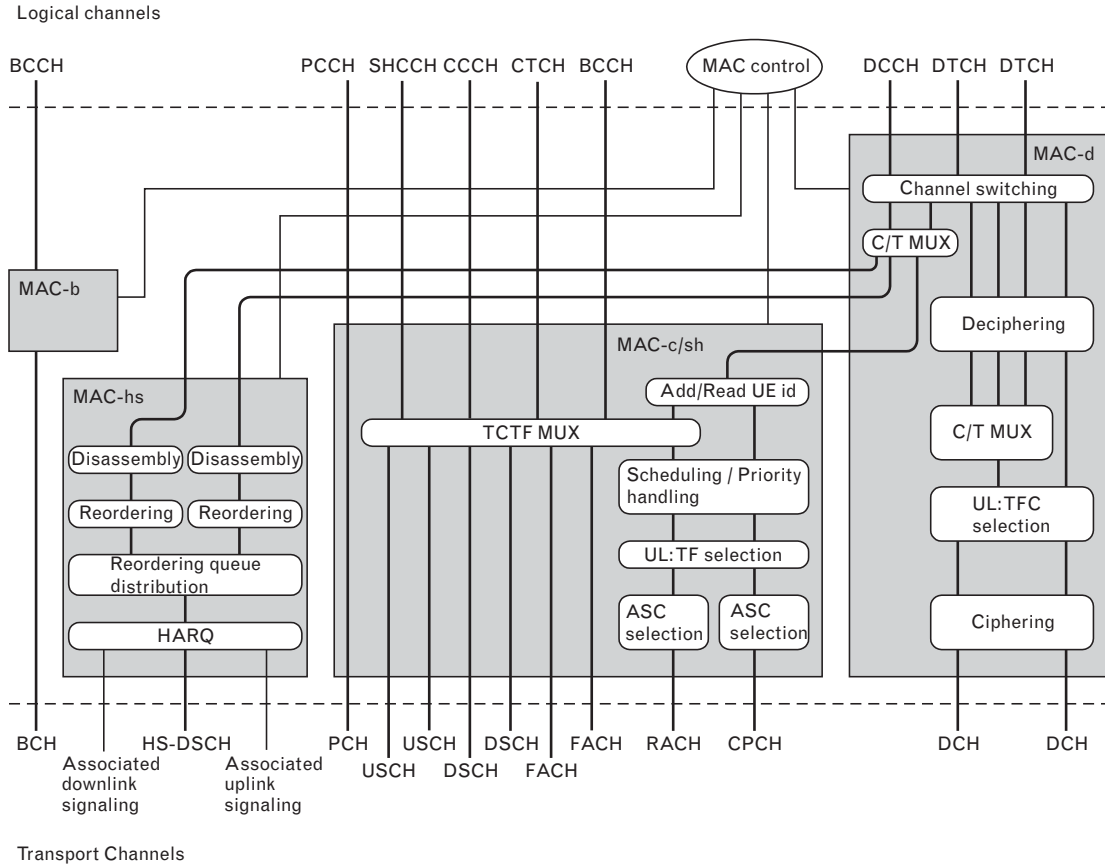 Logical channels
BCCH
PCCH
SHCCH
CCCH
CTCH
BCCH
MAC control
DCCH
DTCH
DTCH
MAC-d
Channel switching
C/T MUX
MAC-b
Deciphering
MAC-c/sh
MAC-hs
Add/Read UE id
TCTF MUX
C/T MUX
Disassembly
Disassembly
Scheduling / Priority
handling
Reordering
Reordering
UL:TFC
selection
Reordering queue
distribution
UL:TF selection
ASC
selection
ASC
selection
Ciphering
HARQ
BCH
HS-DSCH
PCH
USCH
DSCH
FACH
RACH
CPCH
DCH
DCH
USCH
DSCH
FACH
Associated
downlink
signaling
Associated
uplink
signaling
Transport Channels